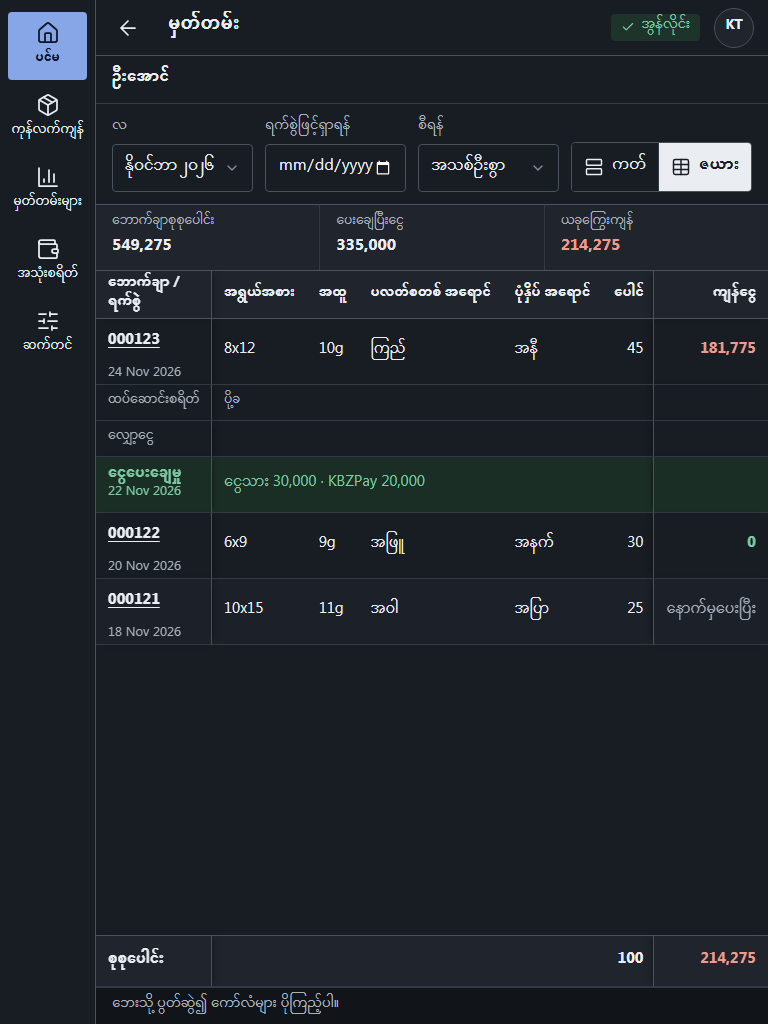 မှတ်တမ်း
အွန်လိုင်း
KT
ပင်မ
ကုန်လက်ကျန်
မှတ်တမ်းများ
အသုံးစရိတ်
ဆက်တင်
ဦးအောင်
လ
ရက်စွဲဖြင့်ရှာရန်
စီရန်
နိုဝင်ဘာ ၂၀၂၆
mm/dd/yyyy
အသစ်ဦးစွာ
ကတ်
ဇယား
ဘောက်ချာစုစုပေါင်း
ပေးချေပြီးငွေ
ယခုကြွေးကျန်
549,275
335,000
214,275
ဘောက်ချာ / ရက်စွဲ
အရွယ်အစား
အထူ
ပလတ်စတစ် အရောင်
ပုံနှိပ် အရောင်
ပေါင်
ကျန်ငွေ
000123
24 Nov 2026
8x12
10g
ကြည်
အနီ
45
181,775
ထပ်ဆောင်းစရိတ်
ပို့ခ
လျှော့ငွေ
ငွေပေးချေမှု
22 Nov 2026
ငွေသား 30,000 · KBZPay 20,000
000122
20 Nov 2026
6x9
9g
အဖြူ
အနက်
30
0
000121
18 Nov 2026
10x15
11g
အဝါ
အပြာ
25
နောက်မှပေးပြီး
စုစုပေါင်း
100
214,275
ဘေးသို့ ပွတ်ဆွဲ၍ ကော်လံများ ပိုကြည့်ပါ။